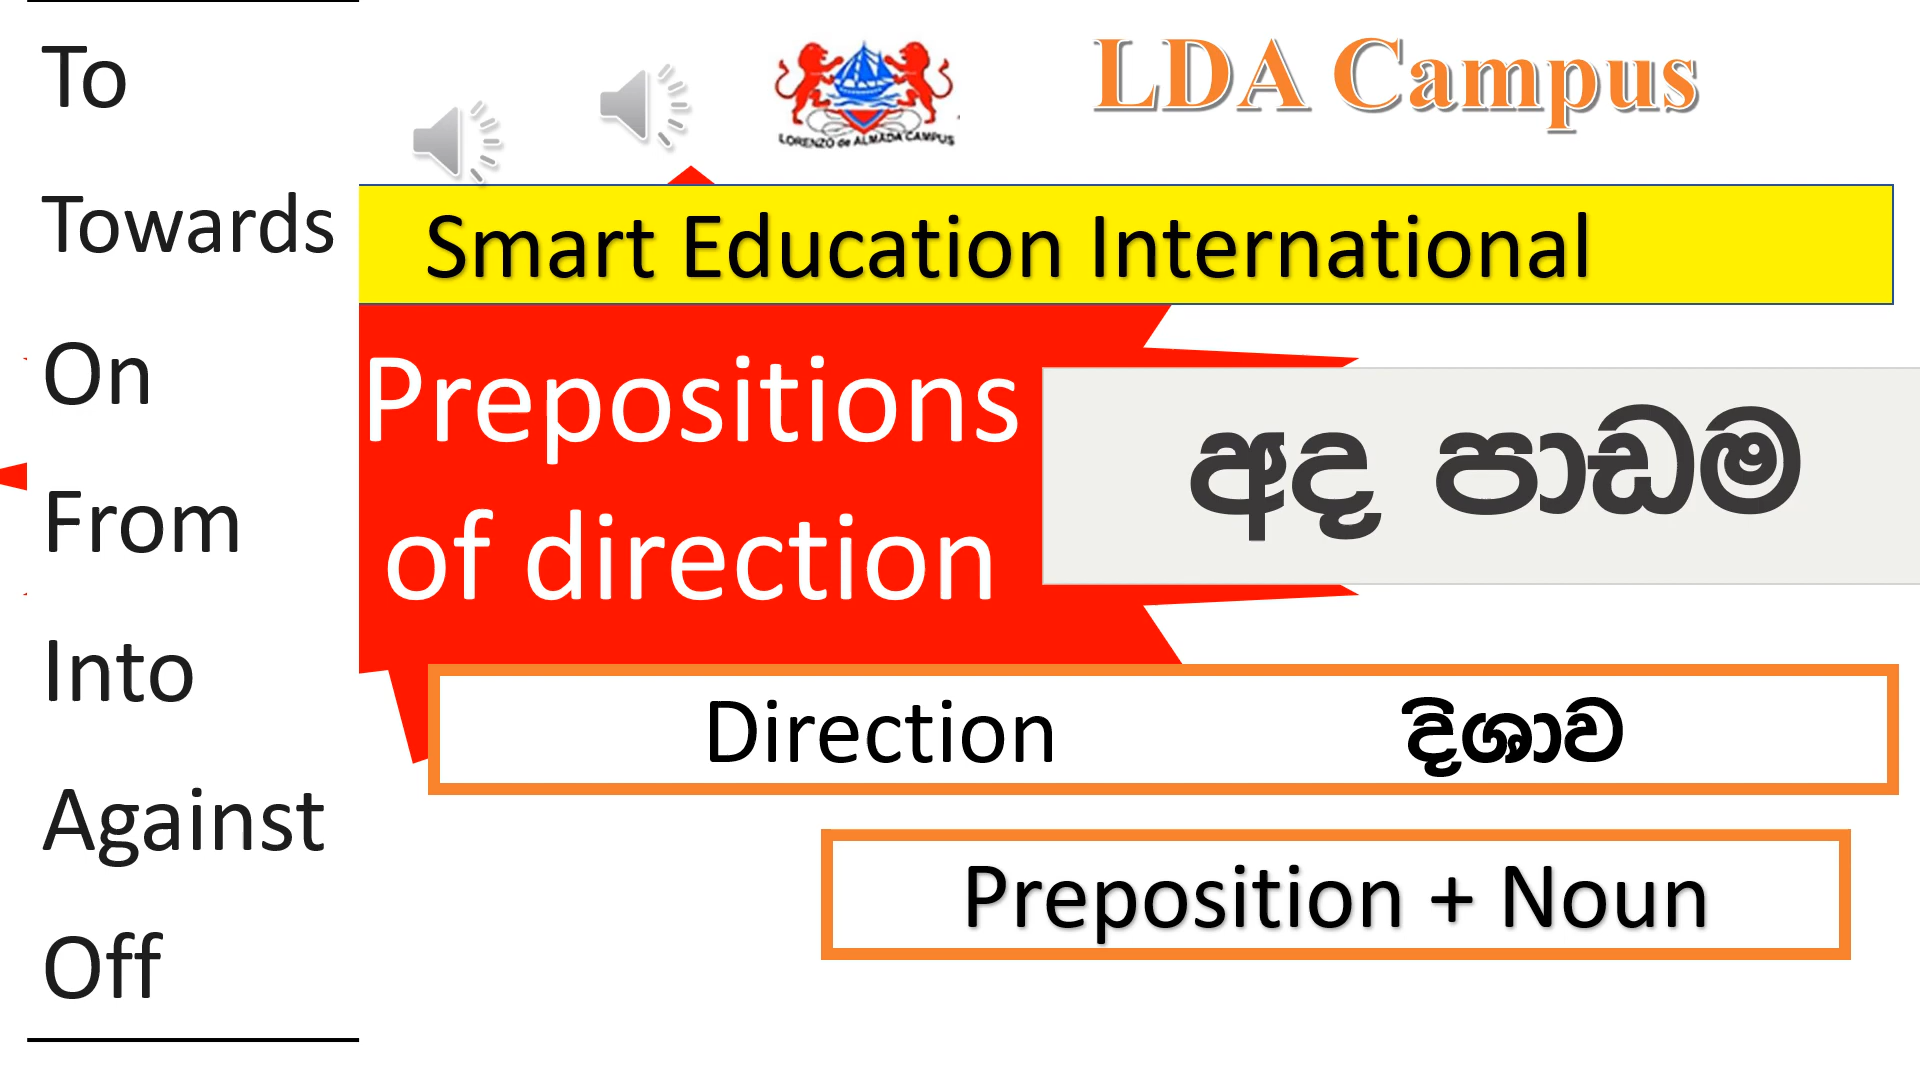 To
Towards
On
From
Into
Against
Off
LORENZO de ALMADA CAMPUS
LDA Campus
Smart Education International
Prepositions
of direction
අද පාඩම
Direction දිශාව
Preposition + Noun